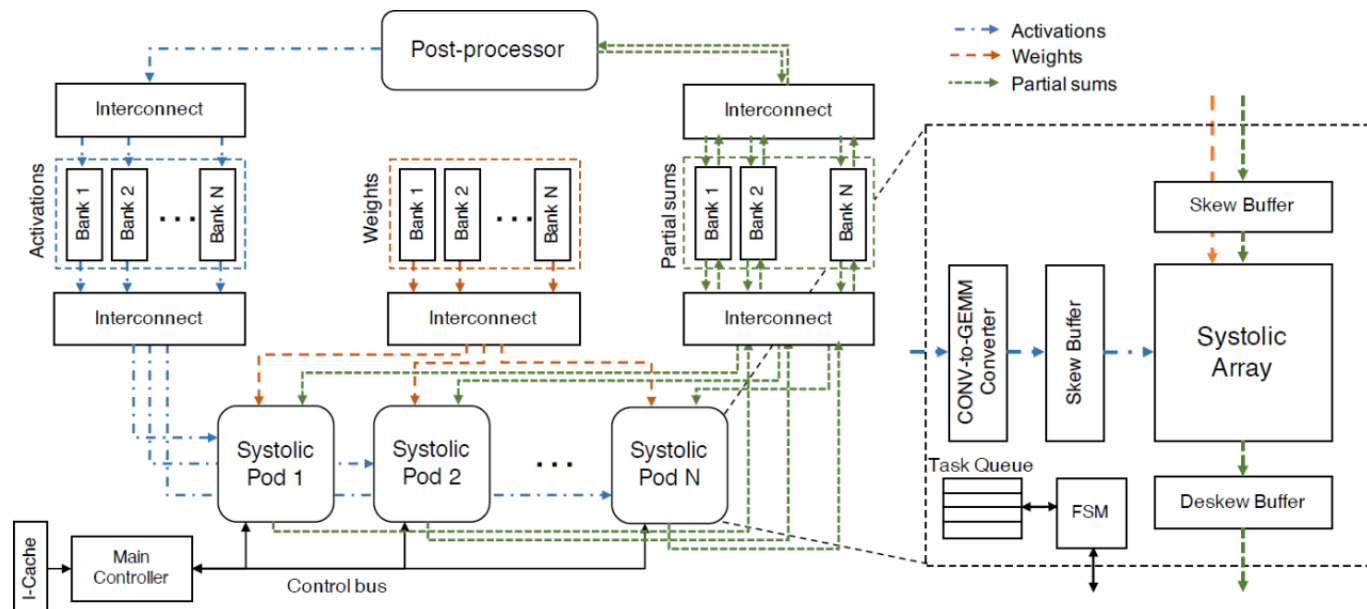 Post-processor
Activations
Weights
Partial sums
Interconnect
Interconnect
Activations
Bank 1
Bank 2
...
Bank N
Weights
Bank 1
Bank 2
...
Bank N
Partial sums
Bank 1
Bank 2
...
Bank N
Interconnect
Interconnect
Interconnect
Systolic
Pod 1
Systolic
Pod 2
...
Systolic
Pod N
I-Cache
Main
Controller
Control bus
Skew Buffer
CONV-to-GEMM
Converter
Skew Buffer
Systolic
Array
Task Queue
FSM
Deskew Buffer